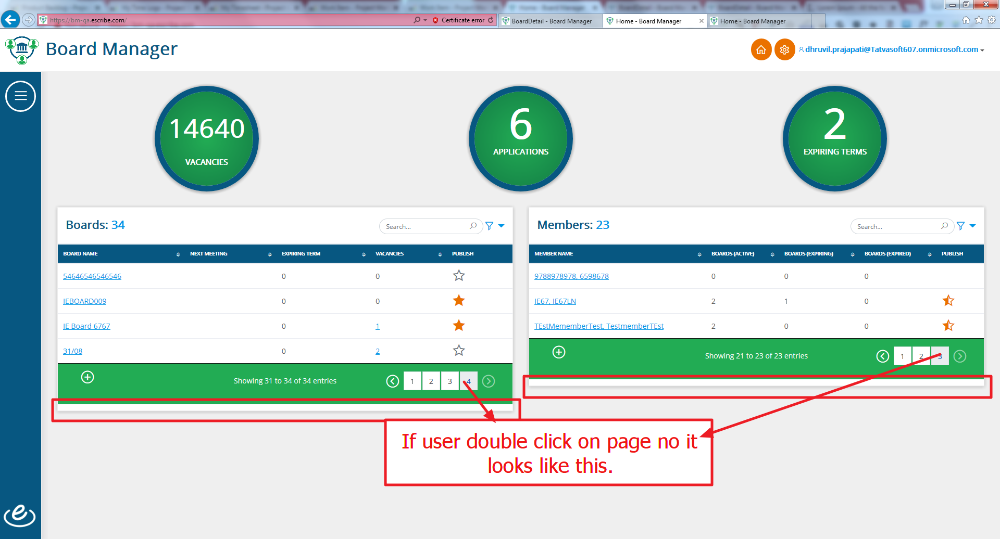 https://bm-qa.escribe.com/
Certificate error
BoardDetail - Board Manager
Home - Board Manager
Home - Board Manager
Board Manager
dhruvil.prajapati@Tatvasoft607.onmicrosoft.com
14640
VACANCIES
6
APPLICATIONS
2
EXPIRING TERMS
Boards: 34
Search...
BOARD NAME NEXT MEETING EXPIRING TERM VACANCIES PUBLISH
54646546546546 0 0
IEBOARD009 0 0
IE Board 6767 0 1
31/08 0 2
Showing 31 to 34 of 34 entries
1 2 3 4
Members: 23
Search...
MEMBER NAME BOARDS (ACTIVE) BOARDS (EXPIRING) BOARDS (EXPIRED) PUBLISH
9788978978, 6598678 0 0 0
IE67, IE67LN 2 1 0
TEstMememberTest, TestmemberTEst 2 0 0
Showing 21 to 23 of 23 entries
1 2 3
If user double click on page no it
looks like this.